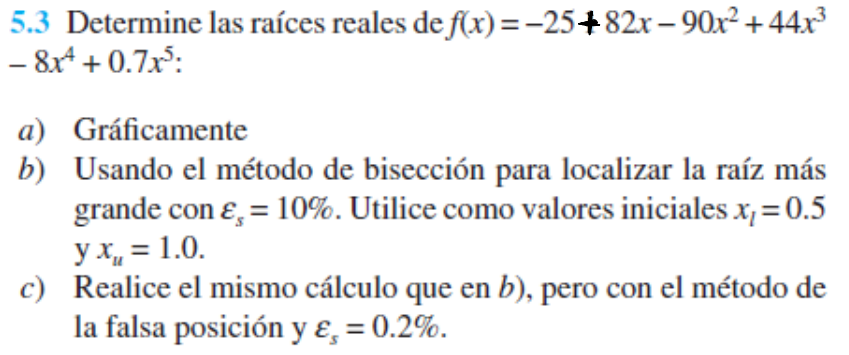 5.3 Determine las raíces reales de f(x) = –25 + 82x – 90x² + 44x³
– 8x⁴ + 0.7x⁵:
a) Gráficamente
b) Usando el método de bisección para localizar la raíz más
grande con εₛ = 10%. Utilice como valores iniciales xₗ = 0.5
y xᵤ = 1.0.
c) Realice el mismo cálculo que en b), pero con el método de
la falsa posición y εₛ = 0.2%.